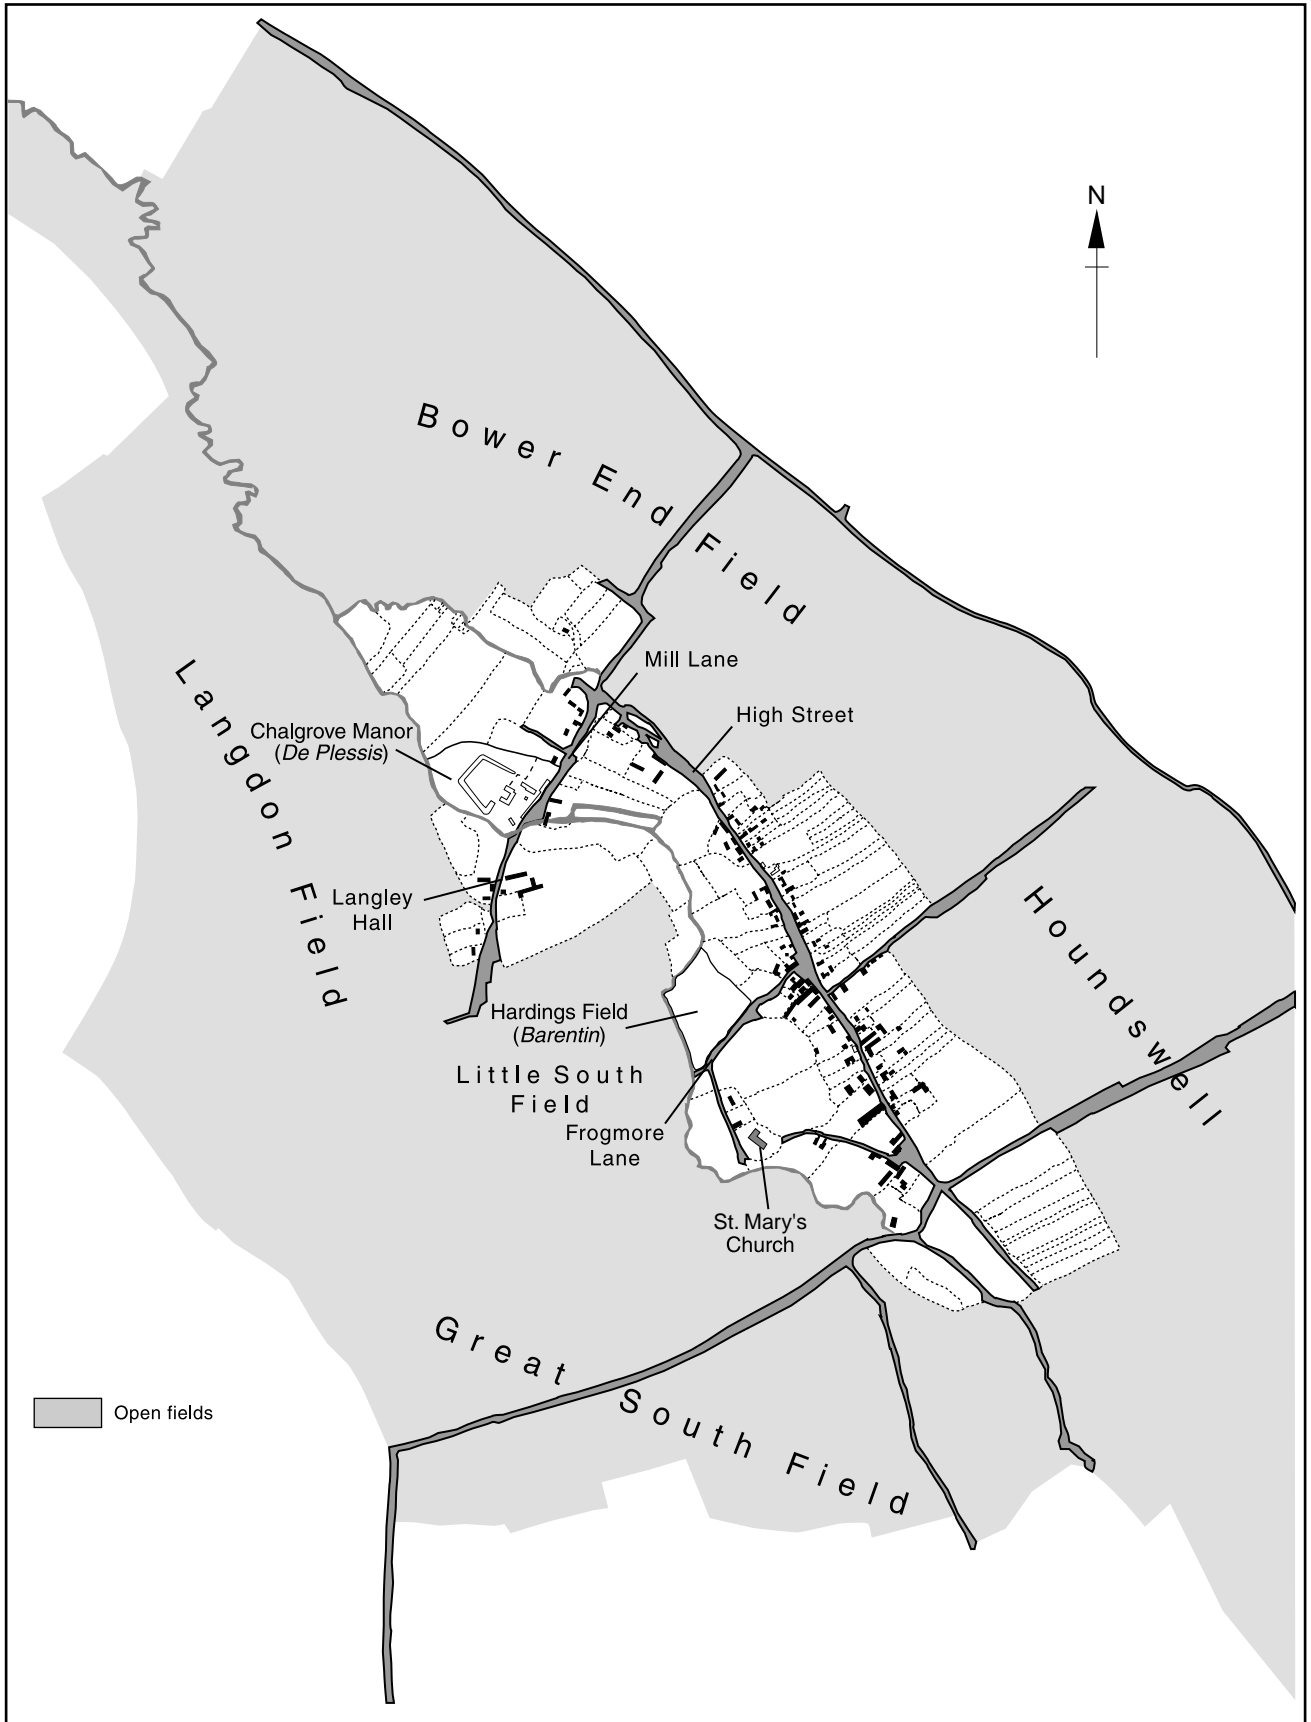 N
Bower End Field
Mill Lane
High Street
Langdon Field
Chalgrove Manor
(De Plessis)
Langley
Hall
Houndswell
Hardings Field
(Barentin)
Little South
Field
Frogmore
Lane
St. Mary's
Church
Great South Field
Open fields